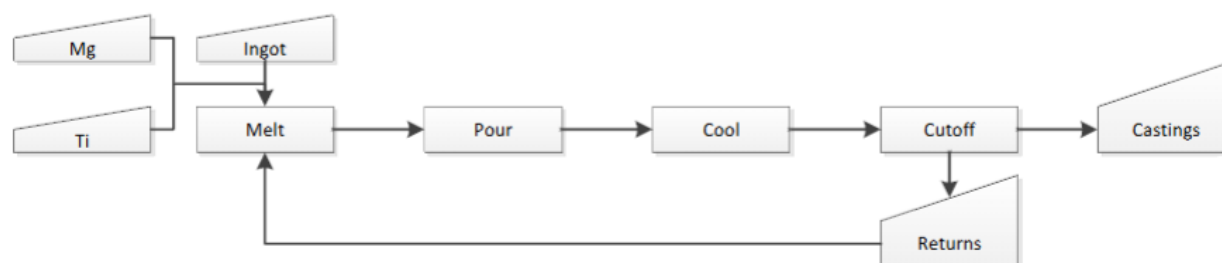 Mg
Ingot
Ti
Melt
Pour
Cool
Cutoff
Castings
Returns